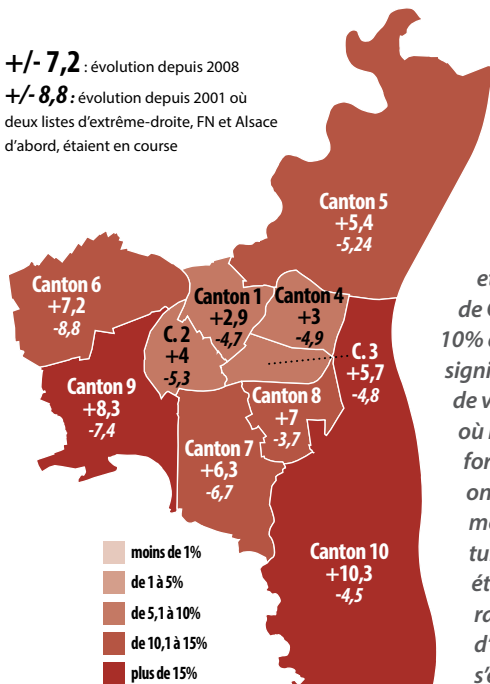 +/- 7,2 : évolution depuis 2008
+/- 8,8 : évolution depuis 2001 où
deux listes d'extrême-droite, FN et Alsace
d'abord, étaient en course
Canton 5
+5,4
-5,24
Canton 6
+7,2
-8,8
Canton 1
+2,9
-4,7
Canton 4
+3
-4,9
C. 2
+4
-5,3
C. 3
+5,7
-4,8
Canton 9
+8,3
-7,4
Canton 8
+7
-3,7
Canton 7
+6,3
-6,7
Canton 10
+10,3
-4,5
moins de 1%
de 1 à 5%
de 5,1 à 10%
de 10,1 à 15%
plus de 15%
et
de
10%
signi
de v
où
for
on
tu
ét
ra
d'
s'